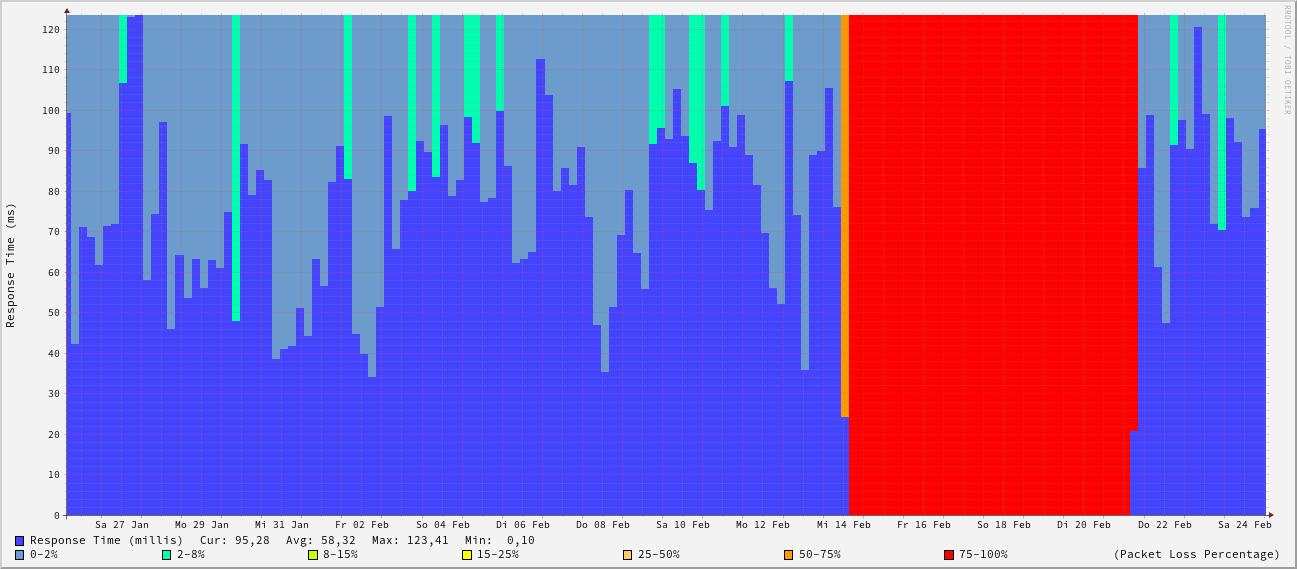 RRDTOOL / TOBI OETIKER
Response Time (ms)
120
110
100
90
80
70
60
50
40
30
20
10
0
Sa 27 Jan Mo 29 Jan Mi 31 Jan Fr 02 Feb So 04 Feb Di 06 Feb Do 08 Feb Sa 10 Feb Mo 12 Feb Mi 14 Feb Fr 16 Feb So 18 Feb Di 20 Feb Do 22 Feb Sa 24 Feb
Response Time (millis) Cur: 95,28 Avg: 58,32 Max: 123,41 Min: 0,10
0-2% 2-8% 8-15% 15-25% 25-50% 50-75% 75-100% (Packet Loss Percentage)